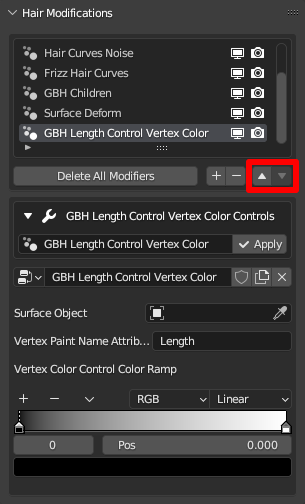 Hair Modifications
Hair Curves Noise
Frizz Hair Curves
GBH Children
Surface Deform
GBH Length Control Vertex Color
Delete All Modifiers
GBH Length Control Vertex Color Controls
GBH Length Control Vertex Color
Apply
GBH Length Control Vertex Color
Surface Object
Vertex Paint Name Attrib...
Length
Vertex Color Control Color Ramp
RGB
Linear
0
Pos
0.000